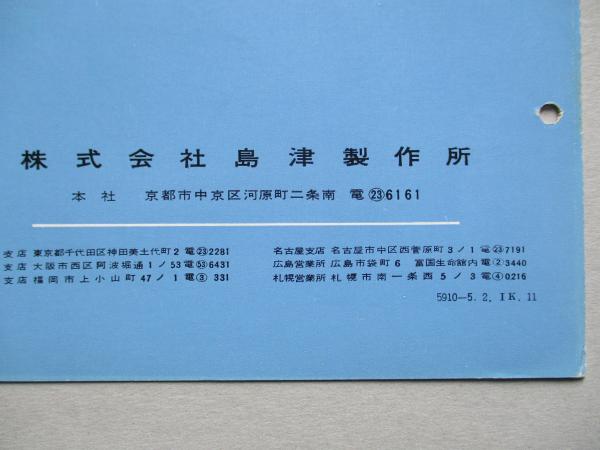 株式会社島津製作所
本社 京都市中京区河原町二条南 電㉓6161
支店 東京都千代田区神田美土代町2 電㉓2281
支店 大阪市西区阿波堀通1ノ53電㊾6431
支店 福岡市上小山町47ノ1電③ 331
名古屋支店 名古屋市中区西菅原町3ノ1電㉓7191
広島営業所 広島市袋町6 富国生命館内電②3440
札幌営業所 札幌市南一条西5ノ3電④0216
5910-5.2.IK.11